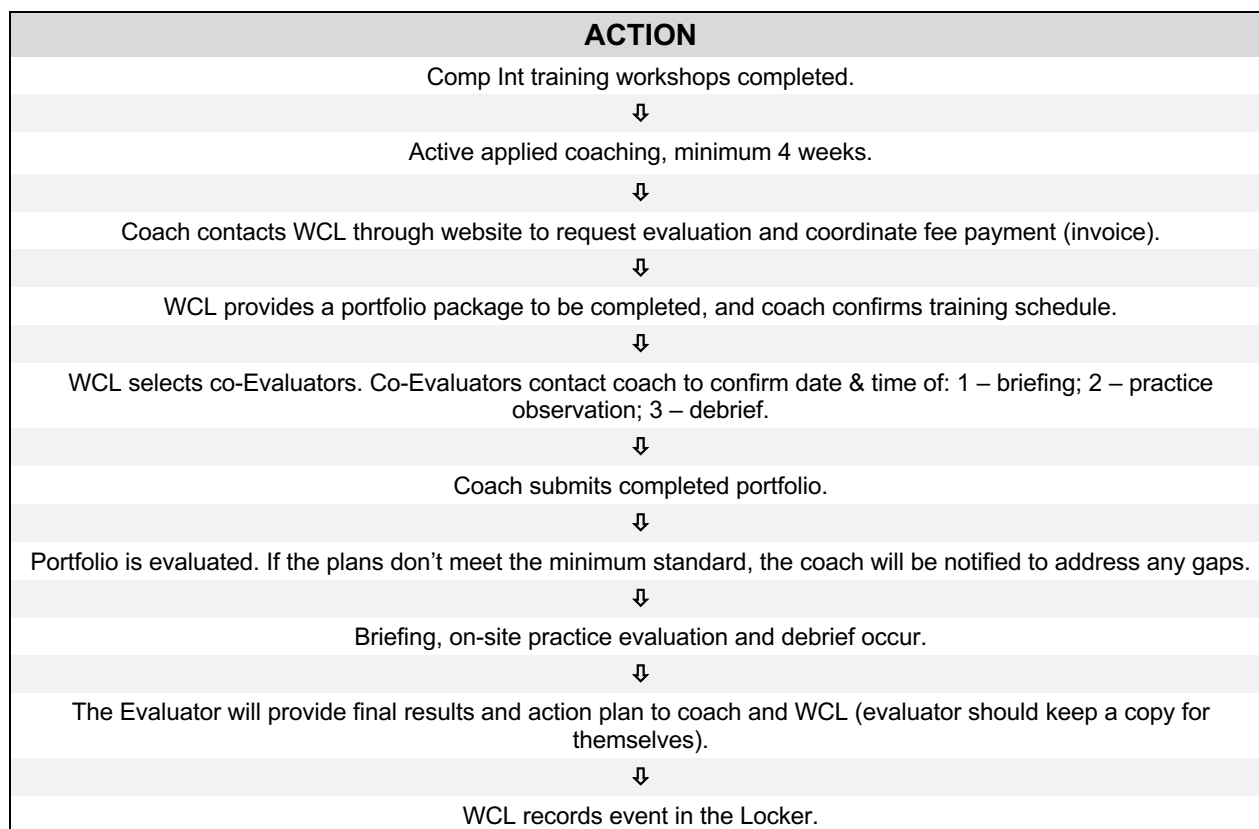 ACTION
Comp Int training workshops completed.
⇩
Active applied coaching, minimum 4 weeks.
⇩
Coach contacts WCL through website to request evaluation and coordinate fee payment (invoice).
⇩
WCL provides a portfolio package to be completed, and coach confirms training schedule.
⇩
WCL selects co-Evaluators. Co-Evaluators contact coach to confirm date & time of: 1 – briefing; 2 – practice
observation; 3 – debrief.
⇩
Coach submits completed portfolio.
⇩
Portfolio is evaluated. If the plans don’t meet the minimum standard, the coach will be notified to address any gaps.
⇩
Briefing, on-site practice evaluation and debrief occur.
⇩
The Evaluator will provide final results and action plan to coach and WCL (evaluator should keep a copy for
themselves).
⇩
WCL records event in the Locker.